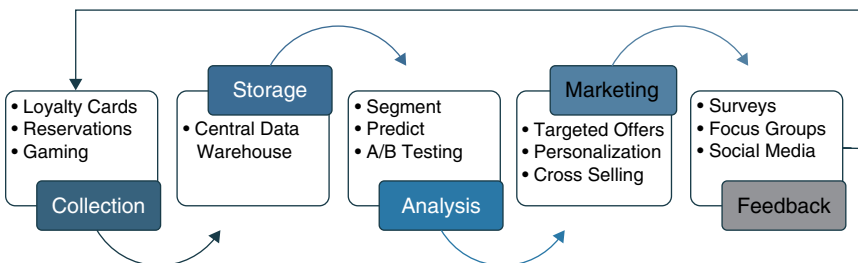 • Loyalty Cards
• Reservations
• Gaming
Collection
Storage
• Central Data
Warehouse
• Segment
• Predict
• A/B Testing
Analysis
Marketing
• Targeted Offers
• Personalization
• Cross Selling
• Surveys
• Focus Groups
• Social Media
Feedback